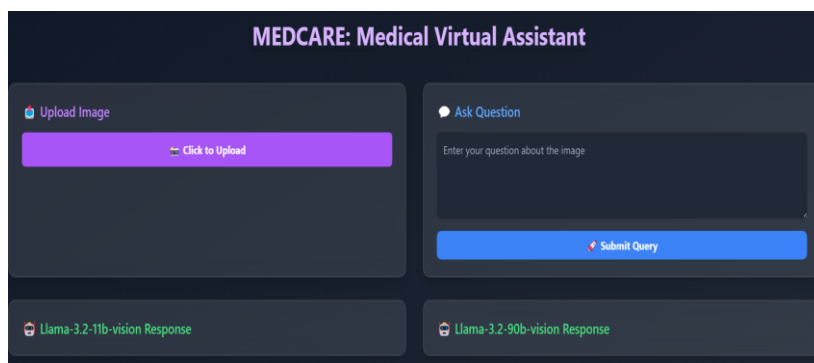 MEDCARE: Medical Virtual Assistant
Upload Image
Click to Upload
Ask Question
Enter your question about the image
Submit Query
Llama-3.2-11b-vision Response
Llama-3.2-90b-vision Response